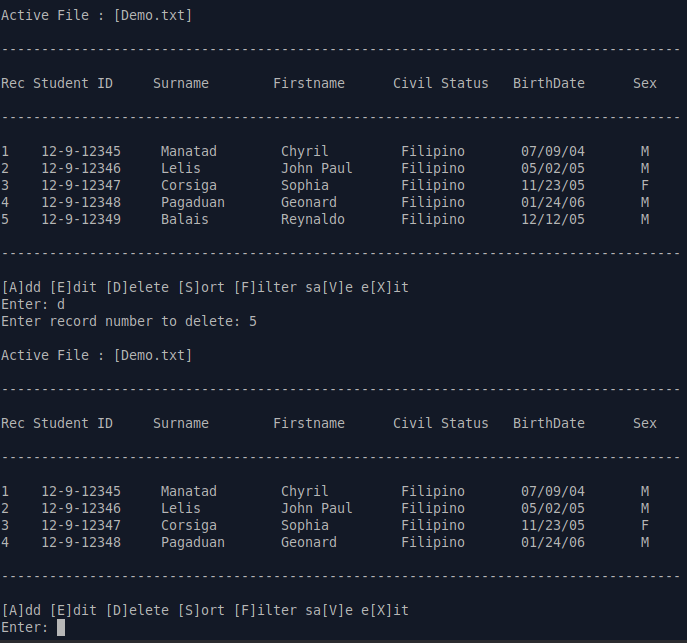 Active File : [Demo.txt]
-------------------------------------------------------------------------------------
Rec Student ID     Surname        Firstname      Civil Status   BirthDate      Sex
-------------------------------------------------------------------------------------
1    12-9-12345     Manatad        Chyril         Filipino       07/09/04       M
2    12-9-12346     Lelis          John Paul      Filipino       05/02/05       M
3    12-9-12347     Corsiga        Sophia         Filipino       11/23/05       F
4    12-9-12348     Pagaduan       Geonard        Filipino       01/24/06       M
5    12-9-12349     Balais         Reynaldo       Filipino       12/12/05       M
-------------------------------------------------------------------------------------
[A]dd [E]dit [D]elete [S]ort [F]ilter sa[V]e e[X]it
Enter: d
Enter record number to delete: 5
Active File : [Demo.txt]
-------------------------------------------------------------------------------------
Rec Student ID     Surname        Firstname      Civil Status   BirthDate      Sex
-------------------------------------------------------------------------------------
1    12-9-12345     Manatad        Chyril         Filipino       07/09/04       M
2    12-9-12346     Lelis          John Paul      Filipino       05/02/05       M
3    12-9-12347     Corsiga        Sophia         Filipino       11/23/05       F
4    12-9-12348     Pagaduan       Geonard        Filipino       01/24/06       M
-------------------------------------------------------------------------------------
[A]dd [E]dit [D]elete [S]ort [F]ilter sa[V]e e[X]it
Enter: